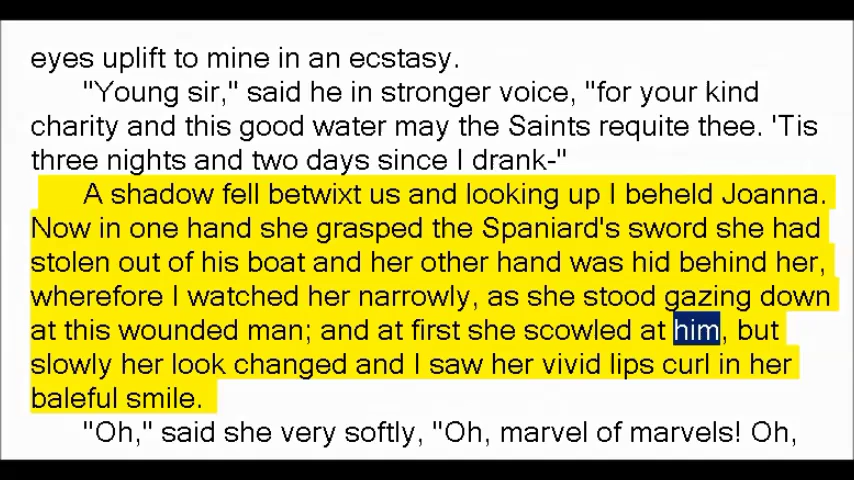 eyes uplift to mine in an ecstasy.
"Young sir," said he in stronger voice, "for your kind
charity and this good water may the Saints requite thee. 'Tis
three nights and two days since I drank-"
A shadow fell betwixt us and looking up I beheld Joanna.
Now in one hand she grasped the Spaniard's sword she had
stolen out of his boat and her other hand was hid behind her,
wherefore I watched her narrowly, as she stood gazing down
at this wounded man; and at first she scowled at him, but
slowly her look changed and I saw her vivid lips curl in her
baleful smile.
"Oh," said she very softly, "Oh, marvel of marvels! Oh,